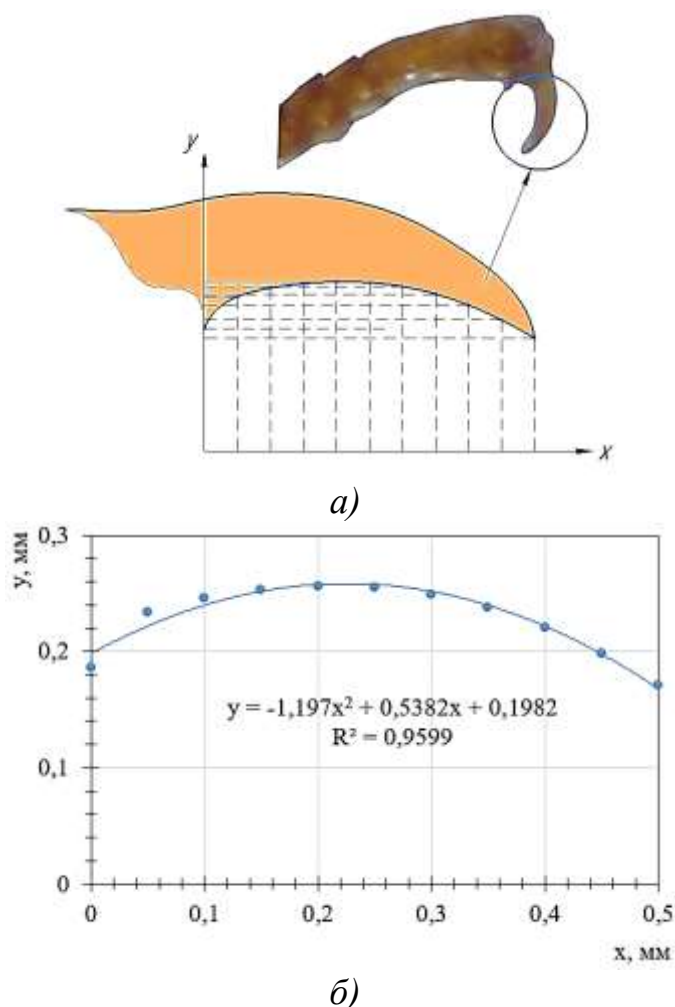 y
x
а)
0,3
y, мм
0,2
y = -1,197x² + 0,5382x + 0,1982
R² = 0,9599
0,1
0
0 0,1 0,2 0,3 0,4 0,5
x, мм
б)